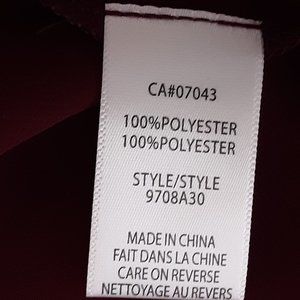 CA#07043
100%POLYESTER
100%POLYESTER
STYLE/STYLE
9708A30
MADE IN CHINA
FAIT DANS LA CHINE
CARE ON REVERSE
NETTOYAGE AU REVERS